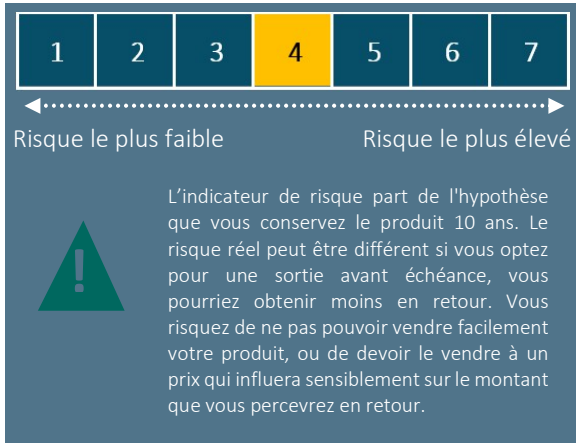 1 2 3 4 5 6 7
Risque le plus faible Risque le plus élevé
L’indicateur de risque part de l'hypothèse
que vous conservez le produit 10 ans. Le
risque réel peut être différent si vous optez
pour une sortie avant échéance, vous
pourriez obtenir moins en retour. Vous
risquez de ne pas pouvoir vendre facilement
votre produit, ou de devoir le vendre à un
prix qui influera sensiblement sur le montant
que vous percevrez en retour.
!